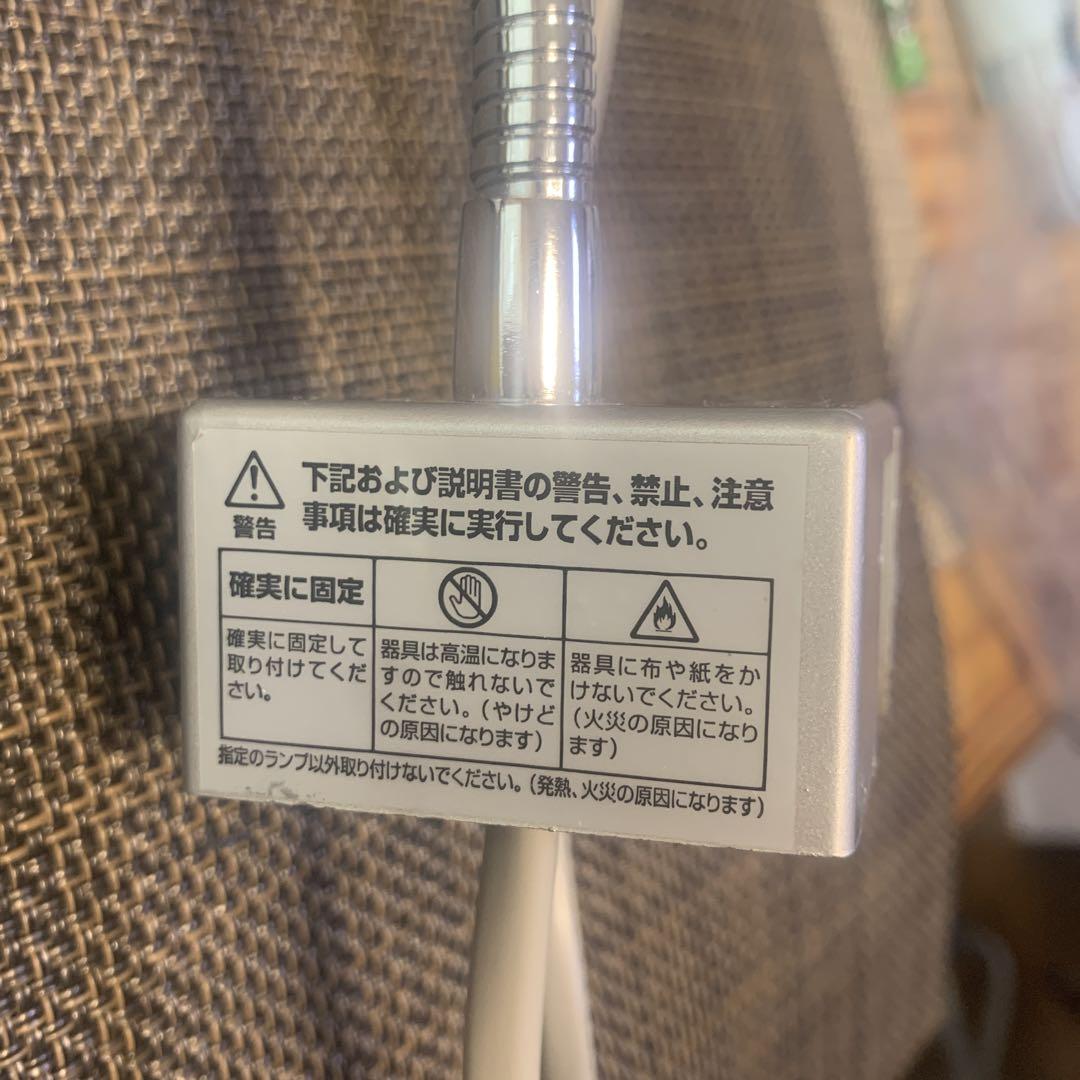 下記および説明書の警告、禁止、注意
警告
事項は確実に実行してください。
確実に固定
確実に固定して
取り付けてくだ
さい。
器具は高温になりま
すので触れないで
ください。(やけど
の原因になります)
器具に布や紙をか
けないでください。
(火災の原因になり
ます)
指定のランプ以外取り付けないでください。(発熱、火災の原因になります)